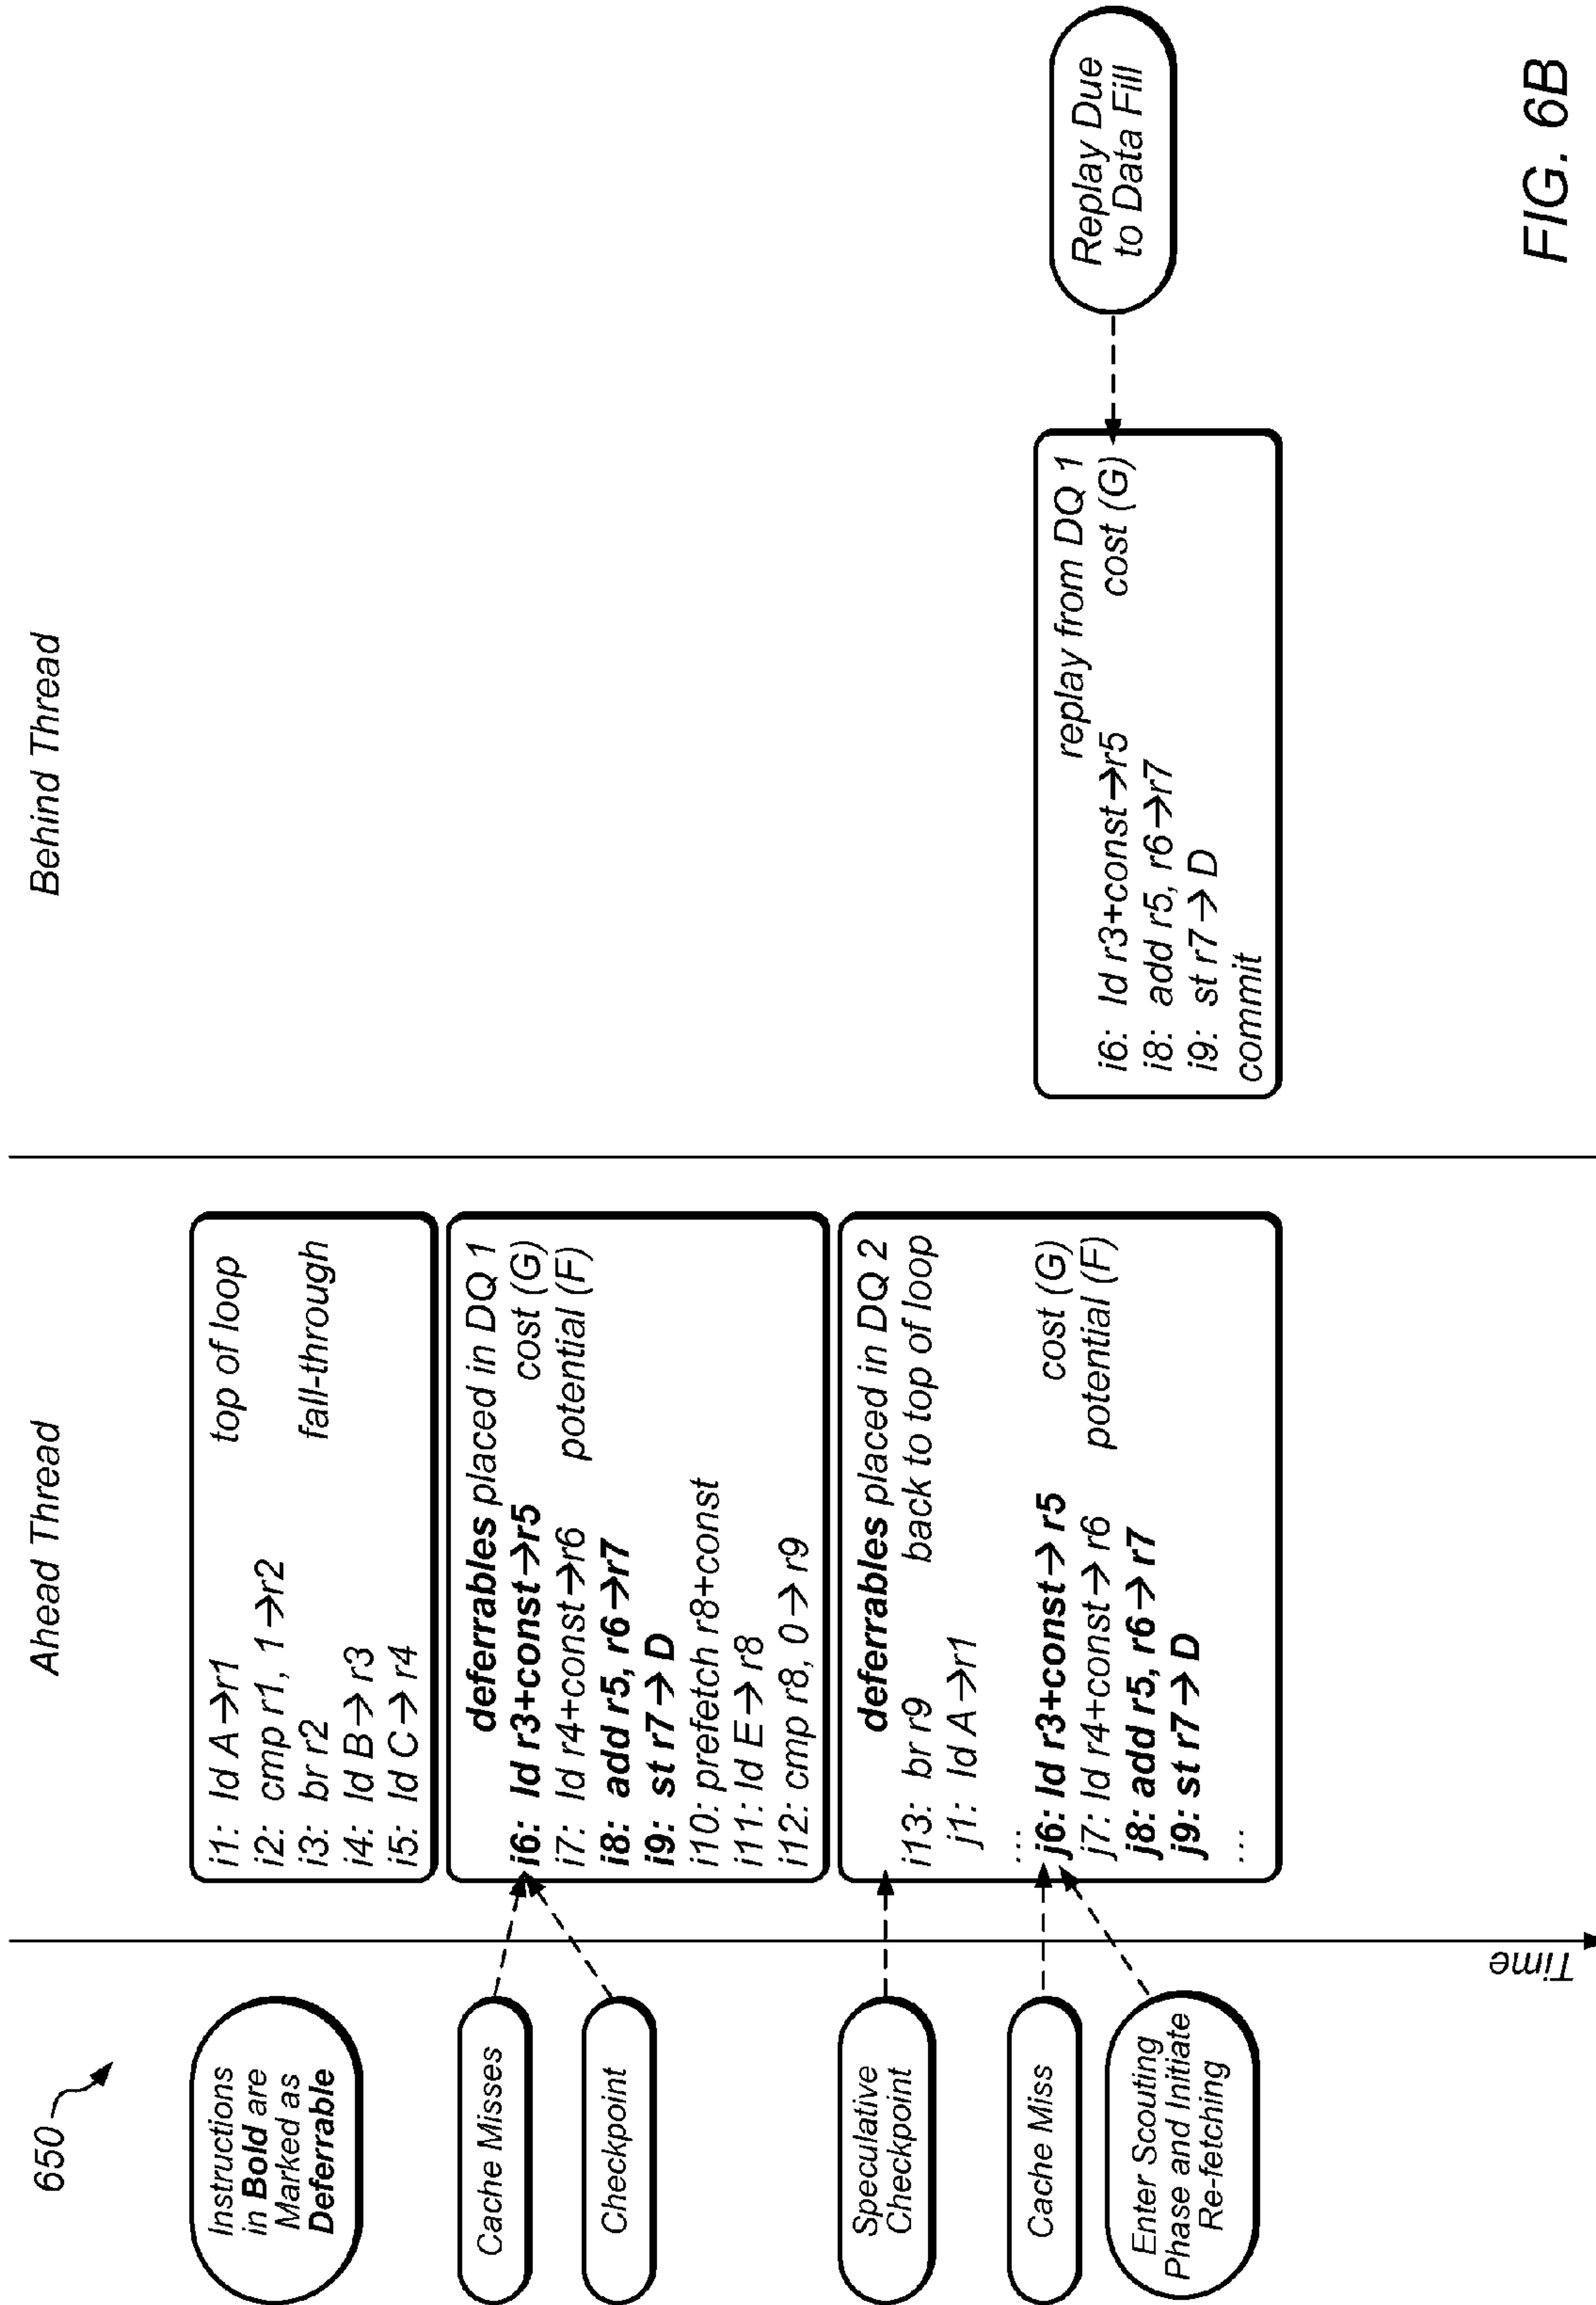 650
Ahead Thread
Behind Thread
Instructions
in Bold are
Marked as
Deferrable
i1: ld A→r1 top of loop
i2: cmp r1, 1→r2
i3: br r2 fall-through
i4: ld B→r3
i5: ld C→r4
Cache Misses
Checkpoint
deferrables placed in DQ 1
i6: ld r3+const→r5 cost (G)
i7: ld r4+const→r6 potential (F)
i8: add r5, r6→r7
i9: st r7→D
i10: prefetch r8+const
i11: ld E→r8
i12: cmp r8, 0→r9
Speculative
Checkpoint
Cache Miss
Enter Scouting
Phase and Initiate
Re-fetching
deferrables placed in DQ 2
i13: br r9 back to top of loop
j1: ld A→r1
...
j6: ld r3+const→r5 cost (G)
j7: ld r4+const→r6 potential (F)
j8: add r5, r6→r7
j9: st r7→D
...
replay from DQ 1
i6: ld r3+const→r5 cost (G)
i8: add r5, r6→r7
i9: st r7→D
commit
Replay Due
to Data Fill
Time
FIG. 6B